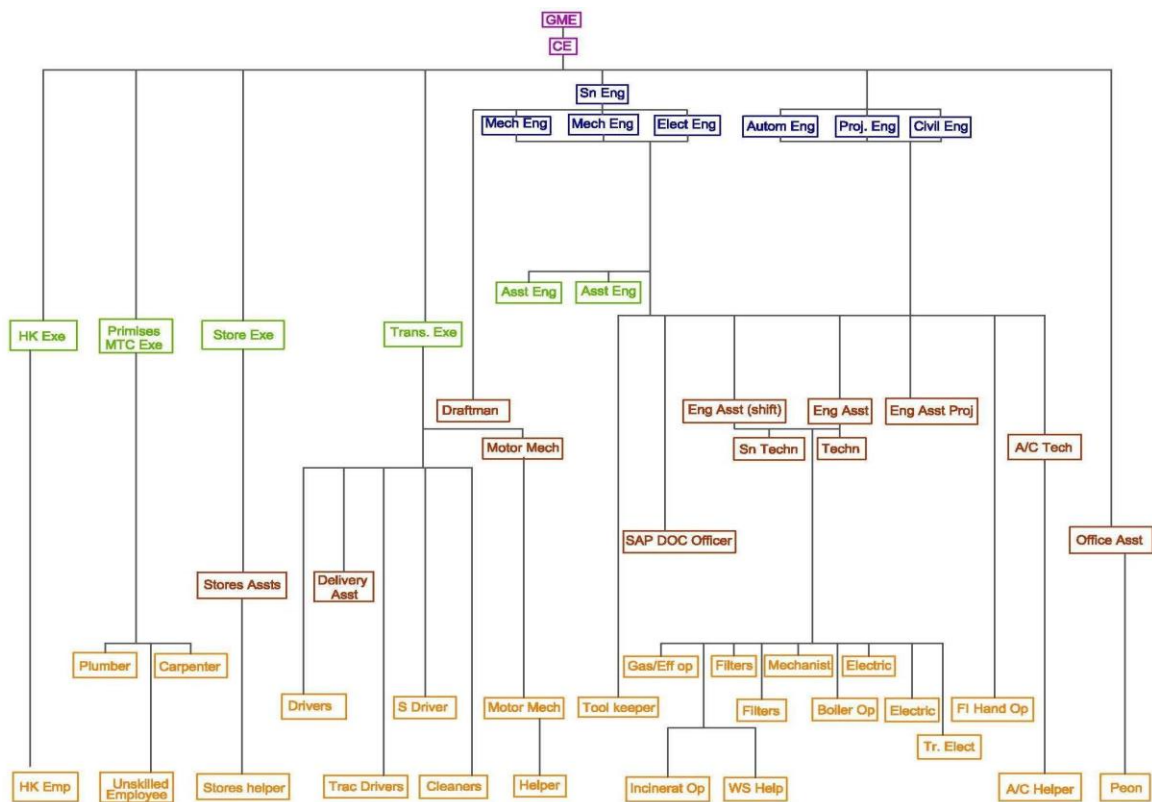 GME
CE
Sn Eng
Mech Eng
Mech Eng
Elect Eng
Autom Eng
Proj. Eng
Civil Eng
Asst Eng
Asst Eng
HK Exe
Primises
MTC Exe
Store Exe
Trans. Exe
Draftman
Eng Asst (shift)
Eng Asst
Eng Asst Proj
Motor Mech
Sn Techn
Techn
A/C Tech
SAP DOC Officer
Office Asst
Stores Assts
Delivery
Asst
Plumber
Carpenter
Gas/Eff op
Filters
Mechanist
Electric
Drivers
S Driver
Motor Mech
Tool keeper
Filters
Boiler Op
Electric
FI Hand Op
Tr. Elect
HK Emp
Unskilled
Employee
Stores helper
Trac Drivers
Cleaners
Helper
Incinerat Op
WS Help
A/C Helper
Peon